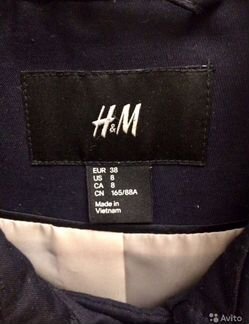 H&M
EUR 38
US 8
CA 8
CN 165/88A
Made in
Vietnam
Avito